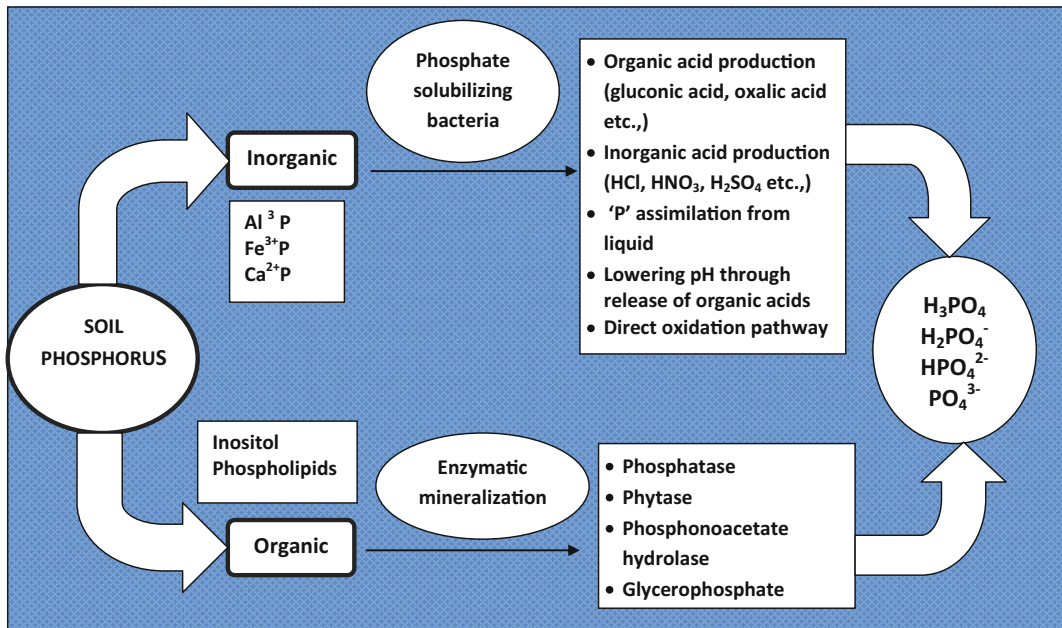 SOIL
PHOSPHORUS
Inorganic
Al ³ P
Fe³⁺P
Ca²⁺P
Phosphate
solubilizing
bacteria
• Organic acid production
(gluconic acid, oxalic acid
etc.,)
• Inorganic acid production
(HCl, HNO₃, H₂SO₄ etc.,)
• ‘P’ assimilation from
liquid
• Lowering pH through
release of organic acids
• Direct oxidation pathway
H₃PO₄
H₂PO₄⁻
HPO₄²⁻
PO₄³⁻
Inositol
Phospholipids
Organic
Enzymatic
mineralization
• Phosphatase
• Phytase
• Phosphonoacetate
hydrolase
• Glycerophosphate